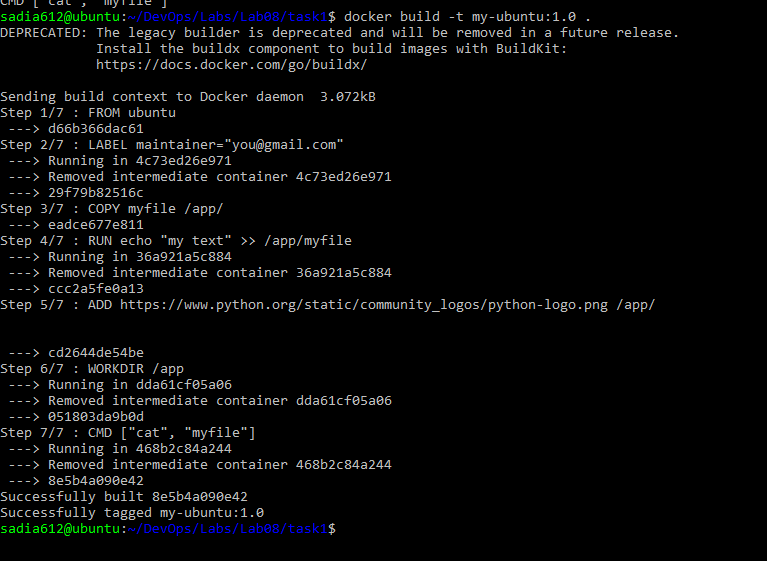 CMD ["cat", "myfile"]
sadia612@ubuntu:~/DevOps/Labs/Lab08/task1$ docker build -t my-ubuntu:1.0 .
DEPRECATED: The legacy builder is deprecated and will be removed in a future release.
            Install the buildx component to build images with BuildKit:
            https://docs.docker.com/go/buildx/

Sending build context to Docker daemon  3.072kB
Step 1/7 : FROM ubuntu
 ---> d66b366dac61
Step 2/7 : LABEL maintainer="you@gmail.com"
 ---> Running in 4c73ed26e971
 ---> Removed intermediate container 4c73ed26e971
 ---> 29f79b82516c
Step 3/7 : COPY myfile /app/
 ---> eadce677e811
Step 4/7 : RUN echo "my text" >> /app/myfile
 ---> Running in 36a921a5c884
 ---> Removed intermediate container 36a921a5c884
 ---> ccc2a5fe0a13
Step 5/7 : ADD https://www.python.org/static/community_logos/python-logo.png /app/

 ---> cd2644de54be
Step 6/7 : WORKDIR /app
 ---> Running in dda61cf05a06
 ---> Removed intermediate container dda61cf05a06
 ---> 051803da9b0d
Step 7/7 : CMD ["cat", "myfile"]
 ---> Running in 468b2c84a244
 ---> Removed intermediate container 468b2c84a244
 ---> 8e5b4a090e42
Successfully built 8e5b4a090e42
Successfully tagged my-ubuntu:1.0
sadia612@ubuntu:~/DevOps/Labs/Lab08/task1$